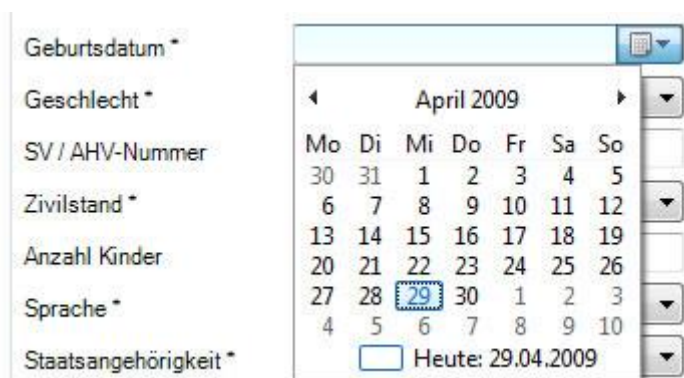 Geburtsdatum *
Geschlecht *
SV / AHV-Nummer
Zivilstand *
Anzahl Kinder
Sprache *
Staatsangehörigkeit *
April 2009
Mo Di Mi Do Fr Sa So
30 31 1 2 3 4 5
6 7 8 9 10 11 12
13 14 15 16 17 18 19
20 21 22 23 24 25 26
27 28 29 30 1 2 3
4 5 6 7 8 9 10
Heute: 29.04.2009